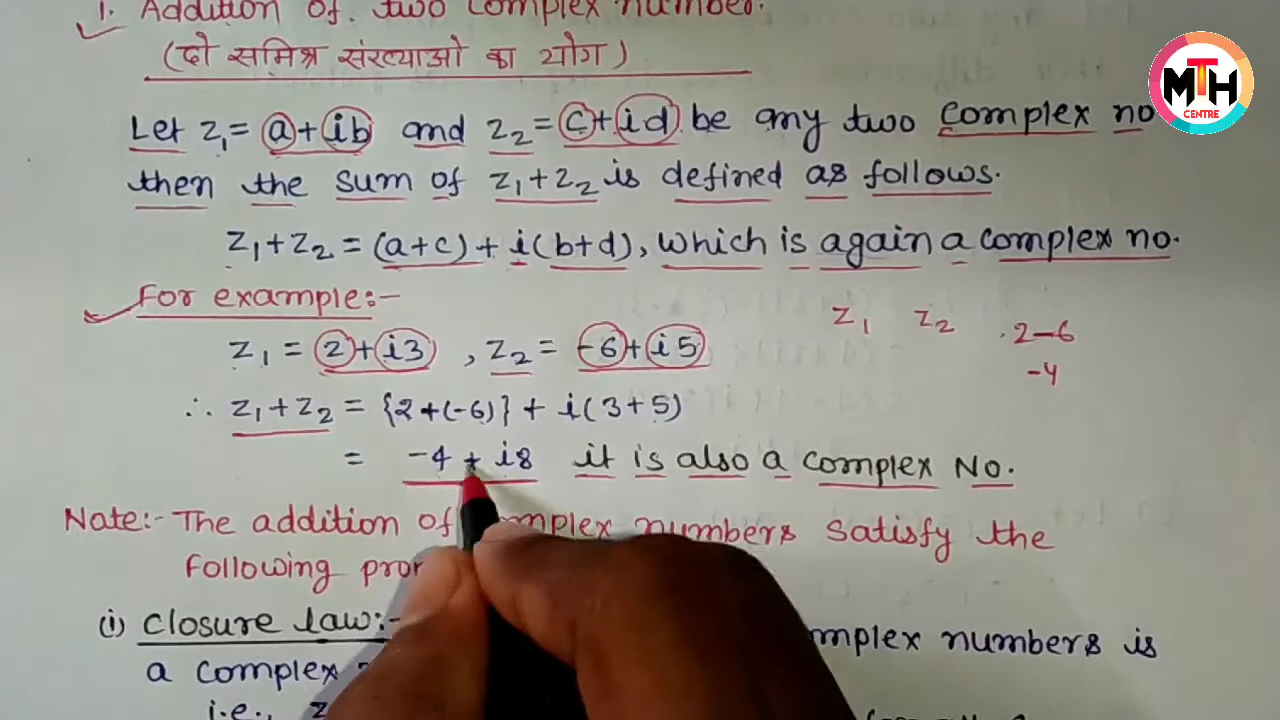 1. Addition of. two complex number.
(दो समिश्र संख्याओ का योग)
MTH
CENTRE
Let z₁ = a+ib and z₂ = c+id be any two complex no
then the sum of z₁+z₂ is defined as follows.
z₁+z₂ = (a+c) + i(b+d), which is again a complex no.
For example:-
z₁ z₂ 2-6
-4
z₁ = 2+i3, z₂ = -6+i5
∴ z₁+z₂ = {2+(-6)} + i(3+5)
= -4 + i8 it is also a complex No.
Note:- The addition of complex numbers satisfy the
following
(i) closure law:- complex numbers is
a complex
i.e., z